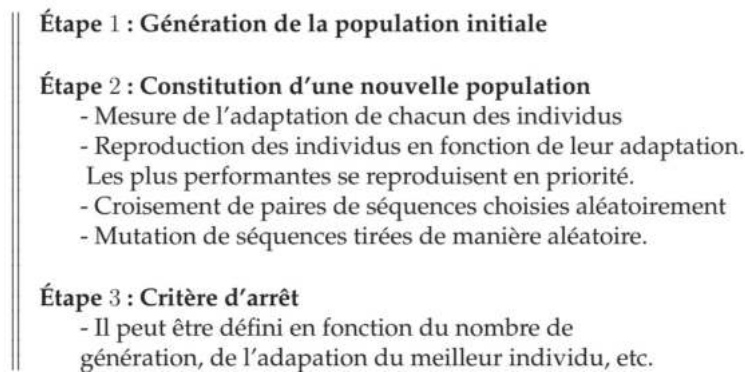 Étape 1 : Génération de la population initiale
Étape 2 : Constitution d'une nouvelle population
- Mesure de l'adaptation de chacun des individus
- Reproduction des individus en fonction de leur adaptation.
Les plus performantes se reproduisent en priorité.
- Croisement de paires de séquences choisies aléatoirement
- Mutation de séquences tirées de manière aléatoire.
Étape 3 : Critère d'arrêt
- Il peut être défini en fonction du nombre de
génération, de l'adapation du meilleur individu, etc.